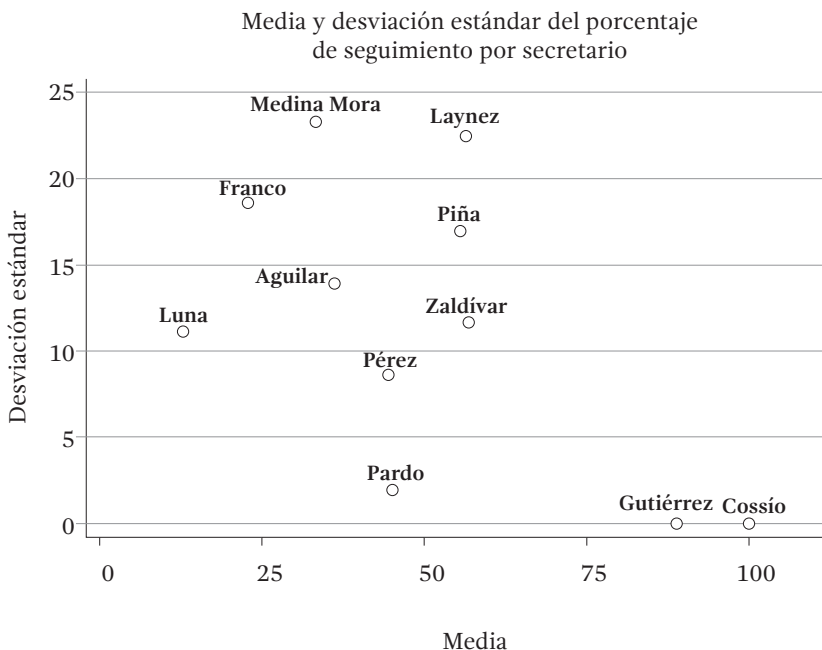 Media y desviación estándar del porcentaje
de seguimiento por secretario
Desviación estándar
25
20
15
10
5
0
Medina Mora
Laynez
Franco
Piña
Aguilar
Luna
Zaldívar
Pérez
Pardo
Gutiérrez
Cossío
0
25
50
75
100
Media